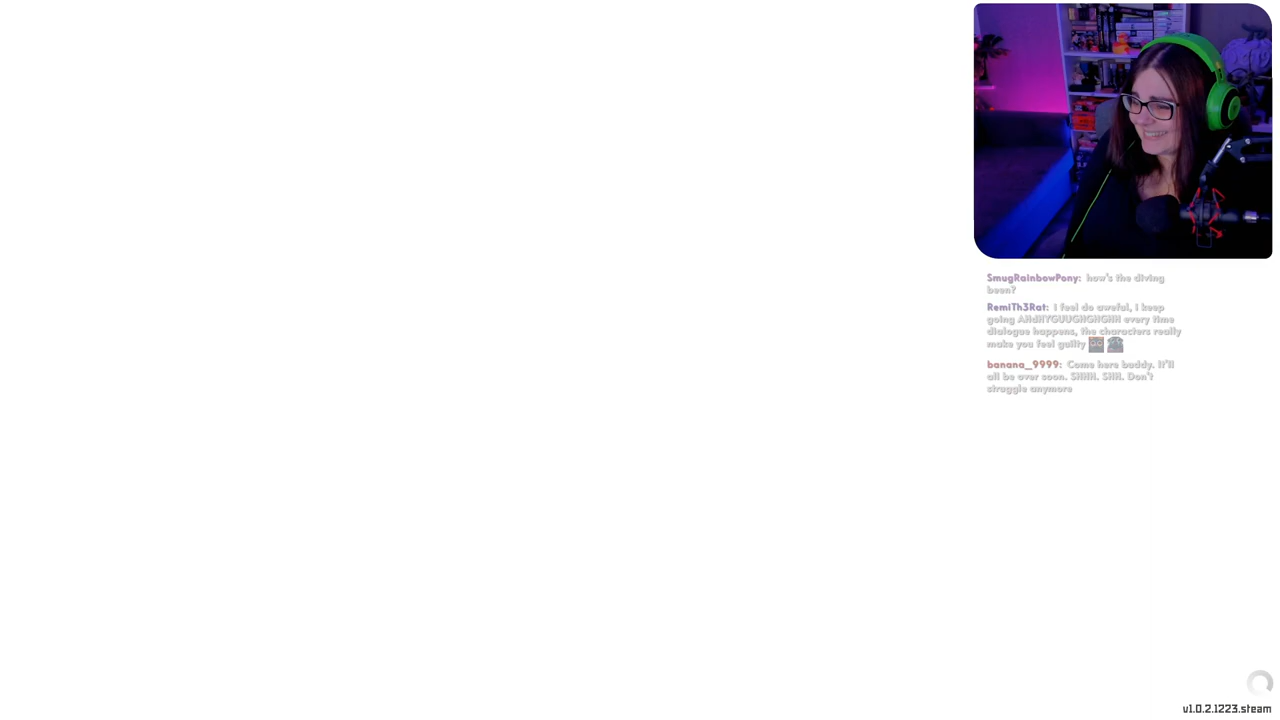 SmugRainbowPony: how's the diving
been?
RemiTh3Rat: I feel do aweful, I keep
going AHdHYGUUGHGHGHH every time
dialogue happens, the characters really
make you feel guilty
banana__9999: Come here buddy. It'll
all be over soon. SHHH. SHH. Don't
struggle anymore
v1.0.2.1223.steam